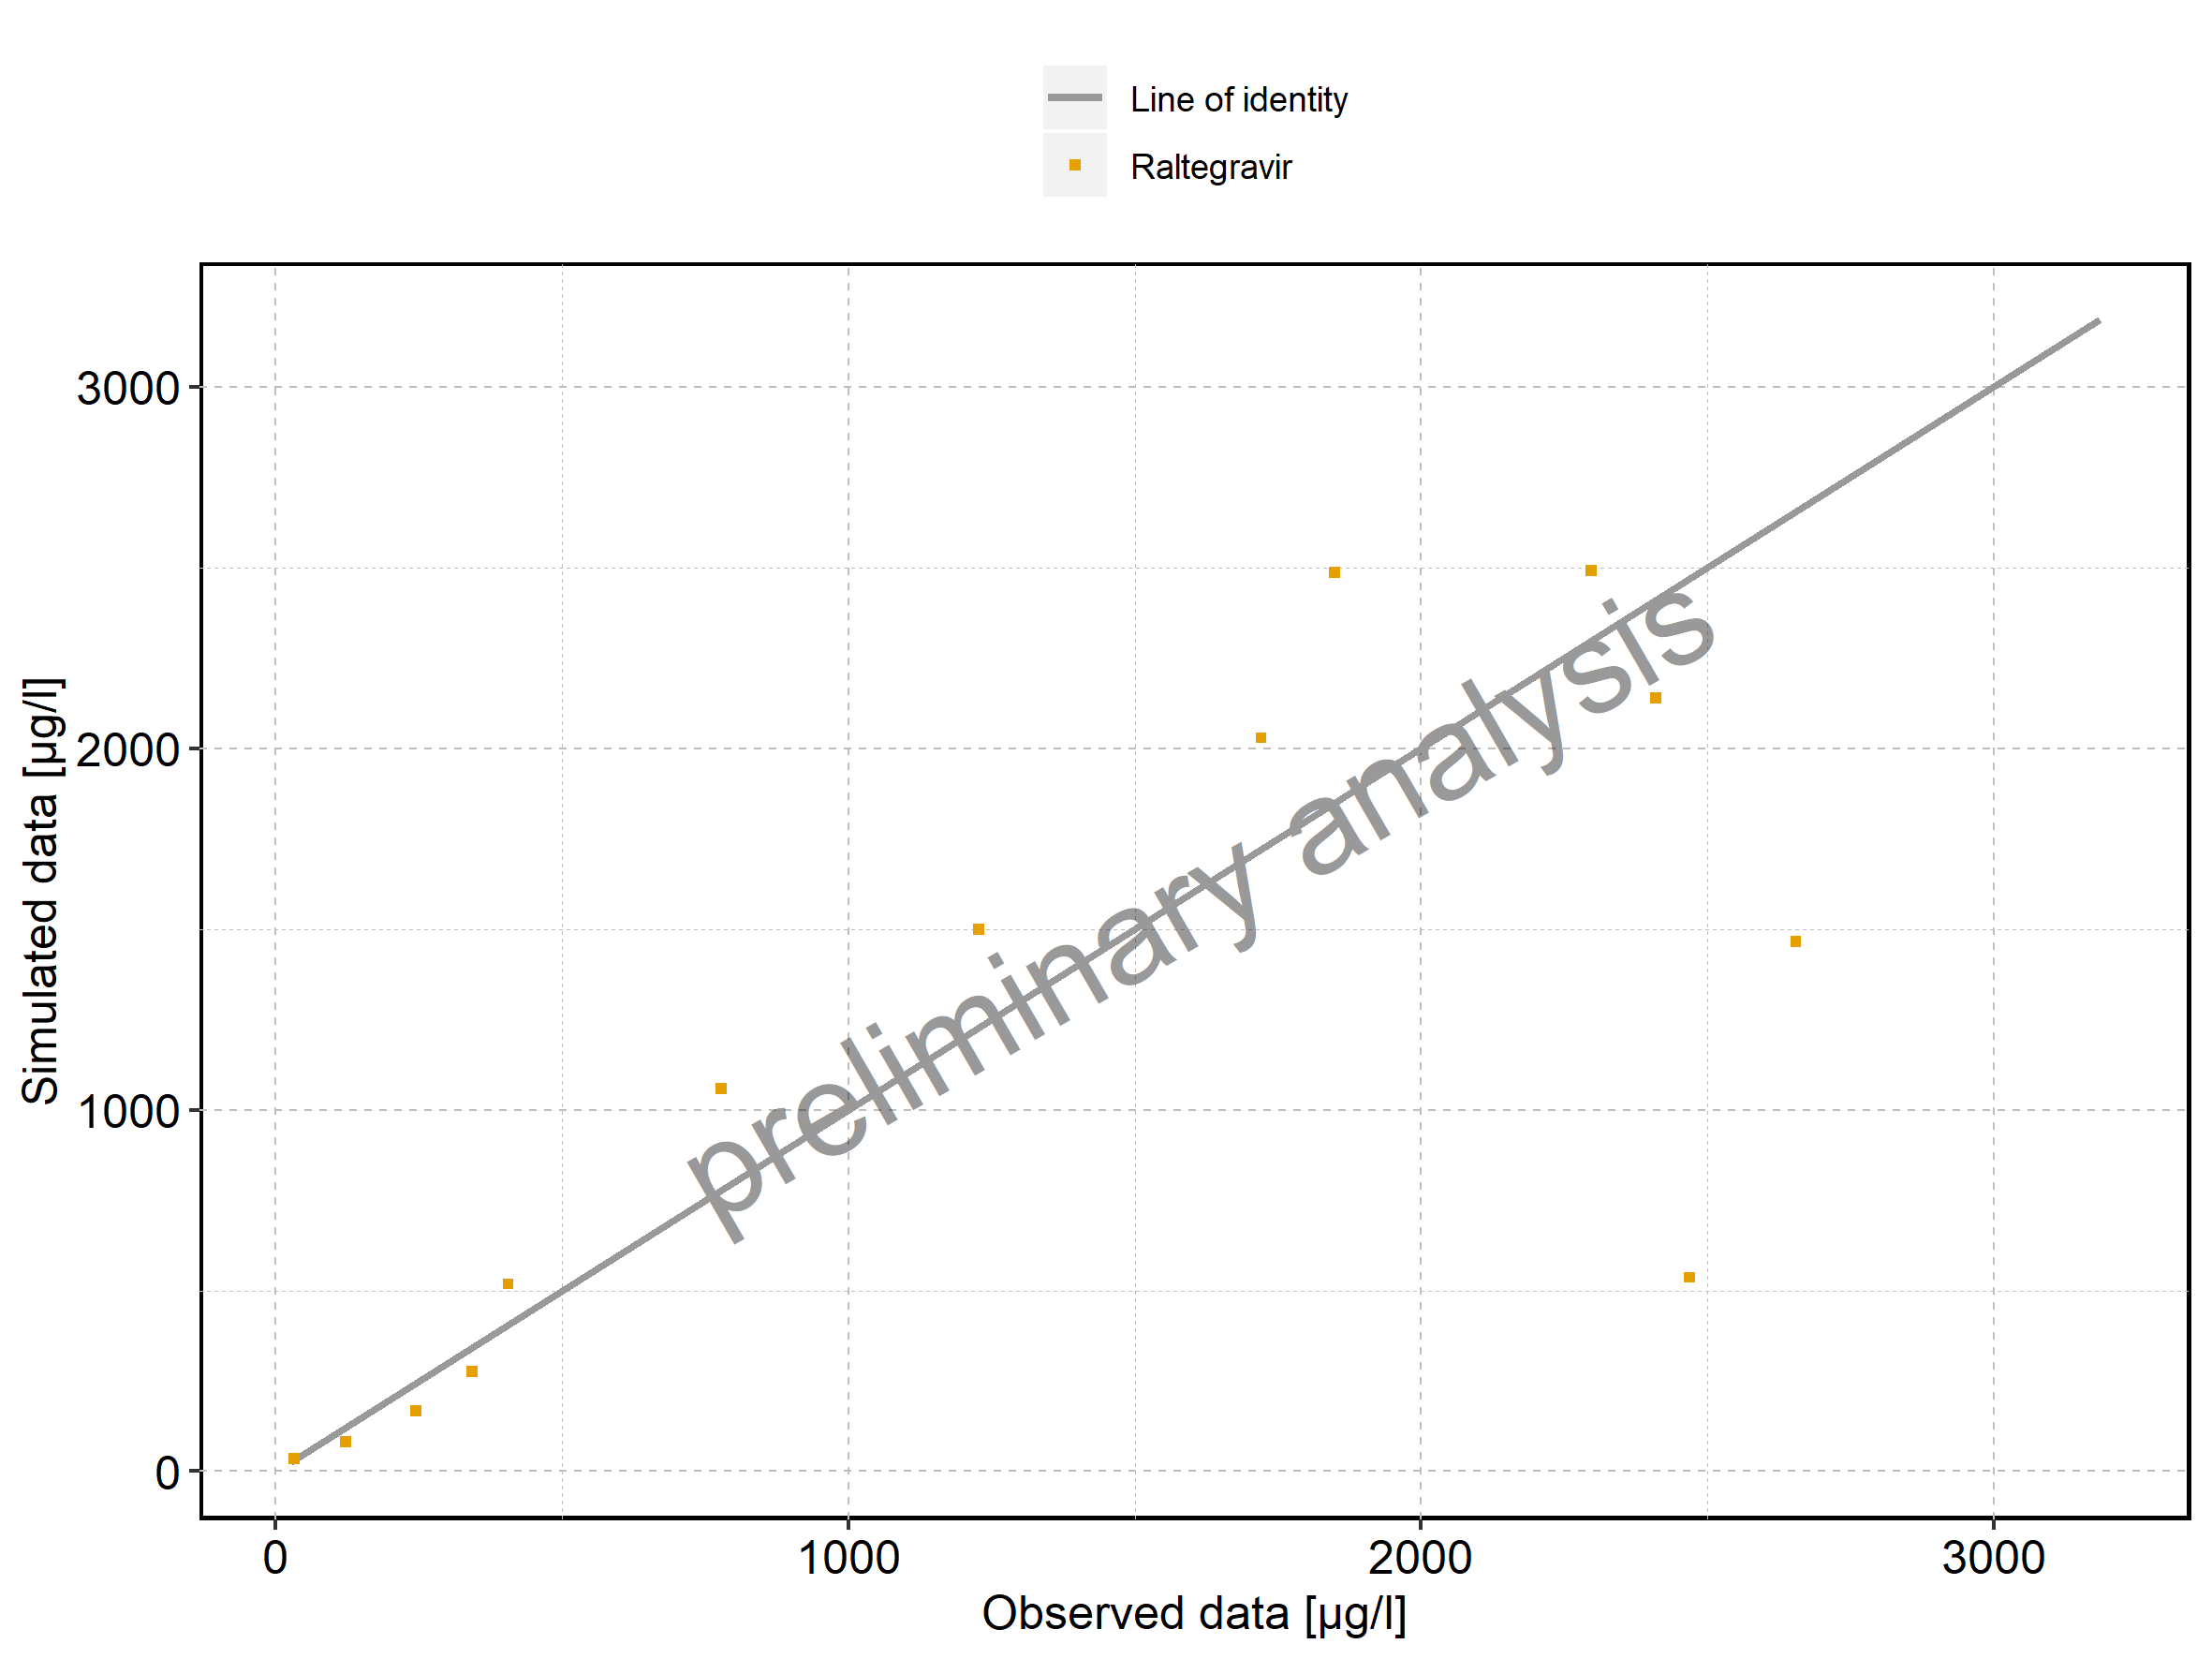 Line of identity
Raltegravir
3000
2000
1000
0
Simulated data [µg/l]
preliminary analysis
0 1000 2000 3000
Observed data [µg/l]